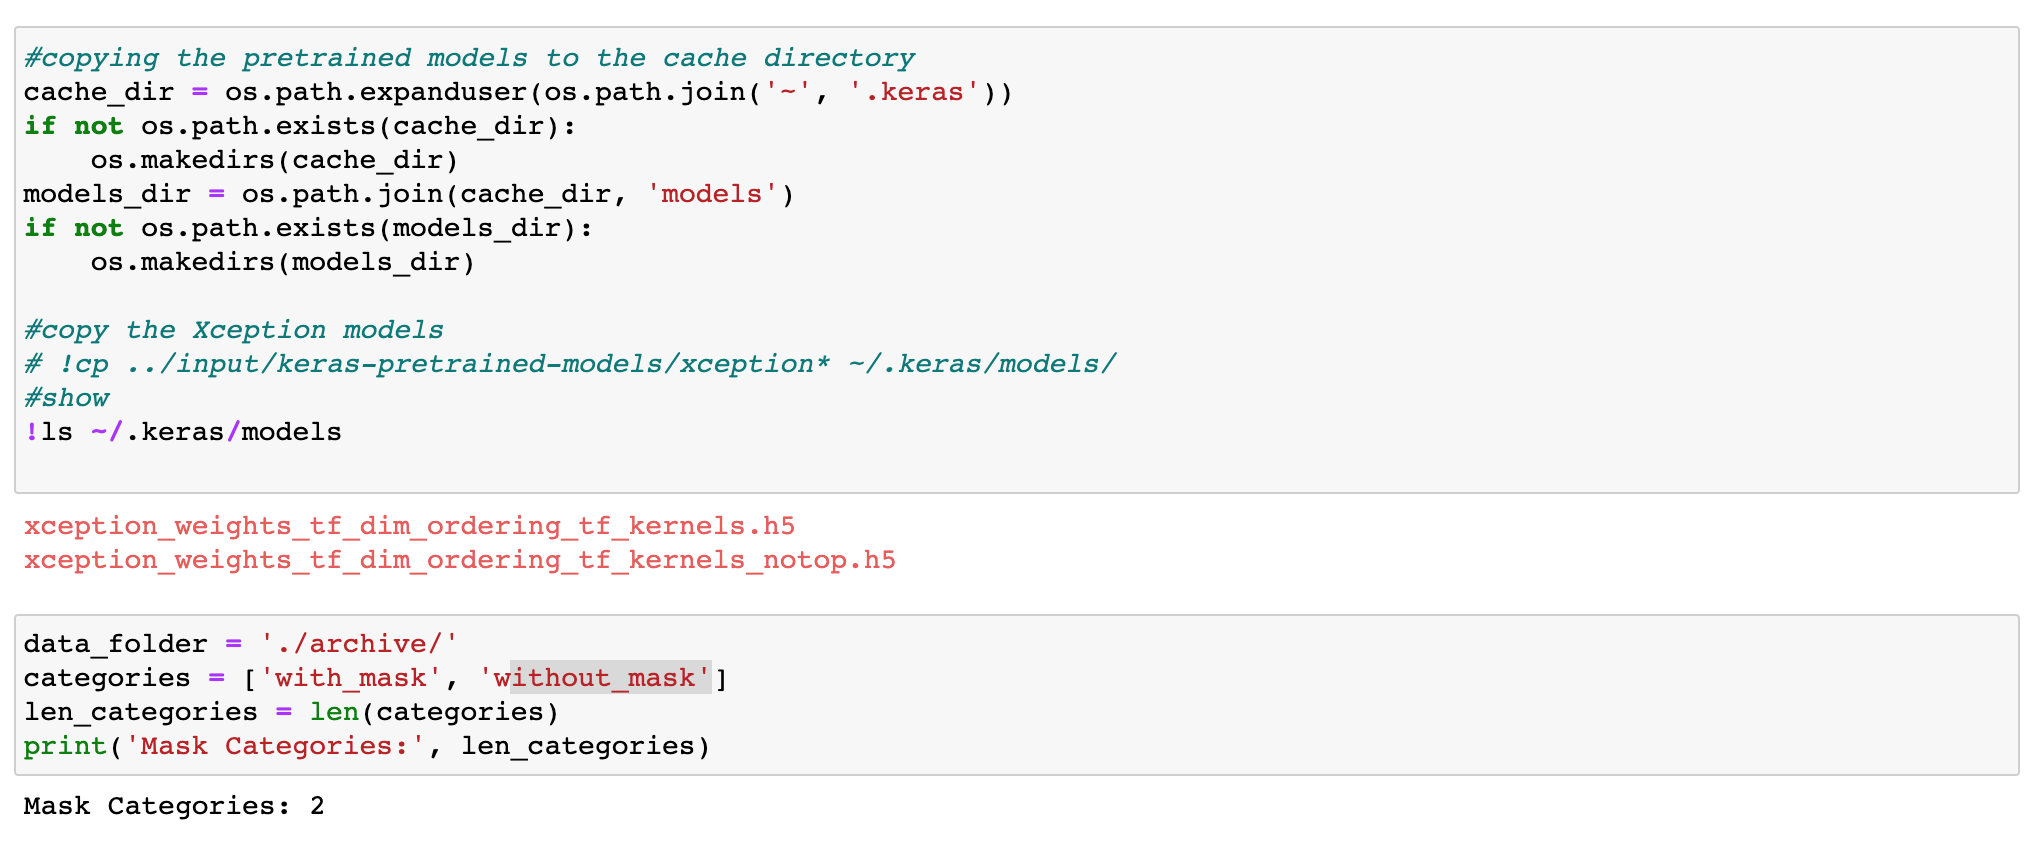 #copying the pretrained models to the cache directory
cache_dir = os.path.expanduser(os.path.join('~', '.keras'))
if not os.path.exists(cache_dir):
    os.makedirs(cache_dir)
models_dir = os.path.join(cache_dir, 'models')
if not os.path.exists(models_dir):
    os.makedirs(models_dir)
#copy the Xception models
# !cp ../input/keras-pretrained-models/xception* ~/.keras/models/
#show
!ls ~/.keras/models
xception_weights_tf_dim_ordering_tf_kernels.h5
xception_weights_tf_dim_ordering_tf_kernels_notop.h5
data_folder = './archive/'
categories = ['with_mask', 'without_mask']
len_categories = len(categories)
print('Mask Categories:', len_categories)
Mask Categories: 2